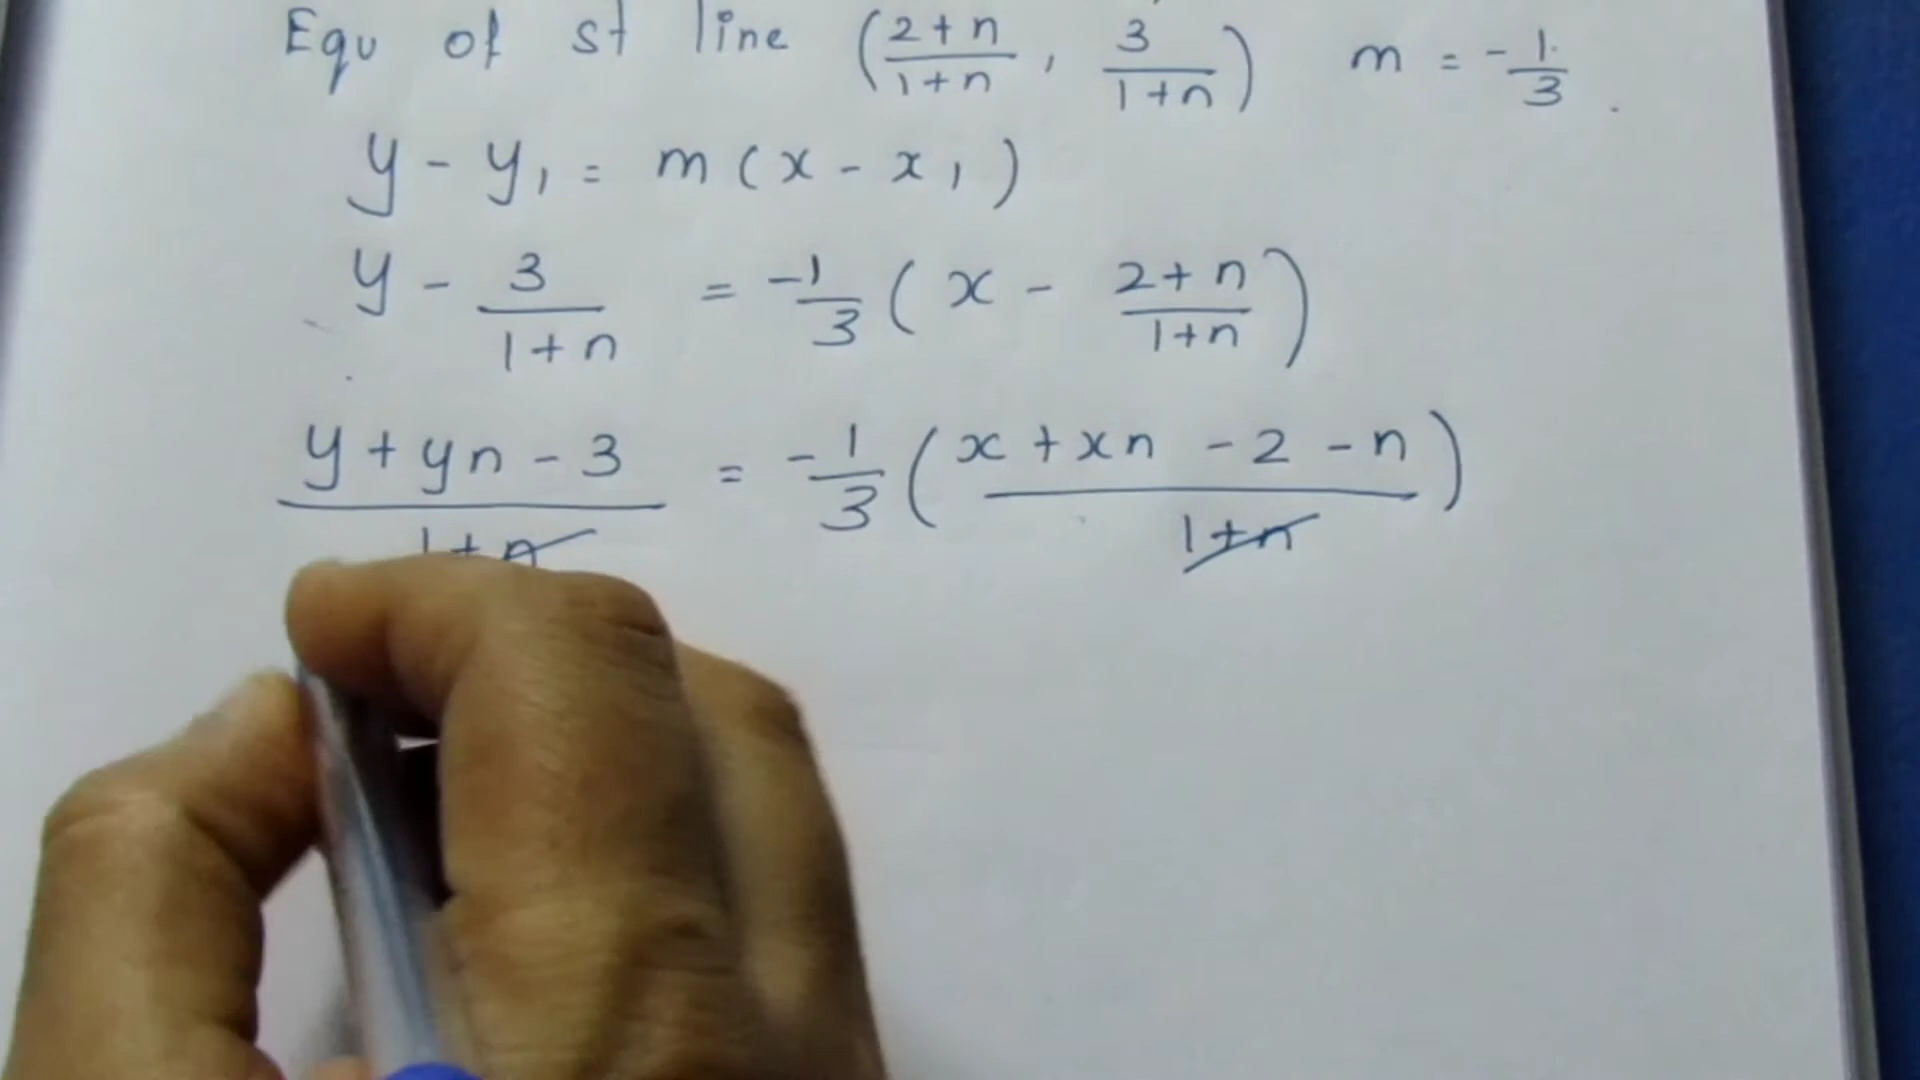 Equ of st line (2+n/1+n, 3/1+n) m = -1/3
y - y₁ = m(x - x₁)
y - 3/1+n = -1/3 (x - 2+n/1+n)
y + yn - 3/1+n = -1/3 (x + xn - 2 - n/1+n)